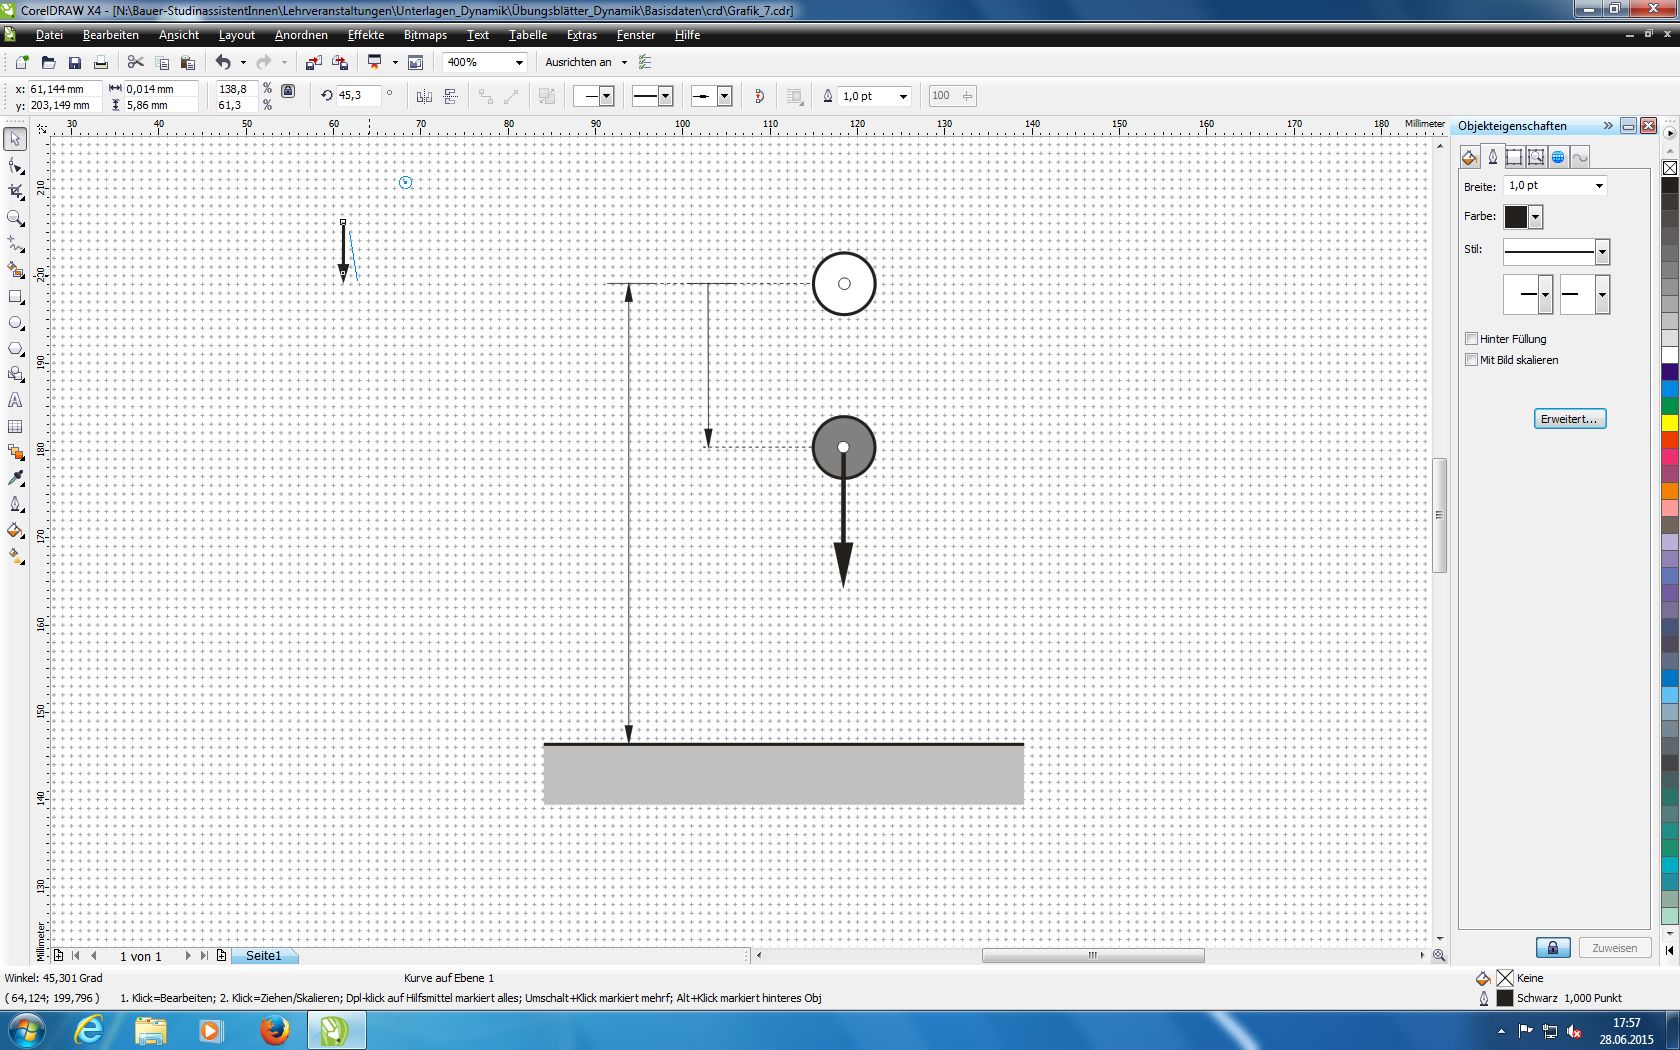 CorelDRAW X4 - [N:\Bauer-StudinassistentInnen\Lehrveranstaltungen\Unterlagen_Dynamik\Übungsblätter_Dynamik\Basisdaten\crd\Grafik_7.cdr]
Datei Bearbeiten Ansicht Layout Anordnen Effekte Bitmaps Text Tabelle Extras Fenster Hilfe
400% Ausrichten an
x: 61,144 mm 0,014 mm 138,8 %
y: 203,149 mm 5,86 mm 61,3 %
45,3 ° 1,0 pt 100
30 40 50 60 70 80 90 100 110 120 130 140 150 160 170 180 Millimeter
210
200
190
180
170
160
150
140
130
Millimeter
Objekteigenschaften
Breite: 1,0 pt
Farbe:
Stil:
Hinter Füllung
Mit Bild skalieren
Erweitert...
Zuweisen
1 von 1 Seite1
Winkel: 45,301 Grad Kurve auf Ebene 1 Keine
( 64,124; 199,796 ) 1. Klick=Bearbeiten; 2. Klick=Ziehen/Skalieren; Dpl-klick auf Hilfsmittel markiert alles; Umschalt+Klick markiert mehrf; Alt+Klick markiert hinteres Obj Schwarz 1,000 Punkt
17:57
28.06.2015